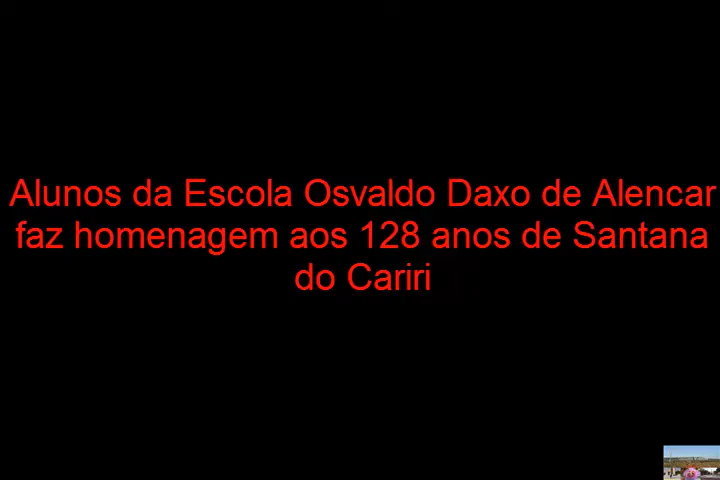 Alunos da Escola Osvaldo Daxo de Alencar
faz homenagem aos 128 anos de Santana
do Cariri